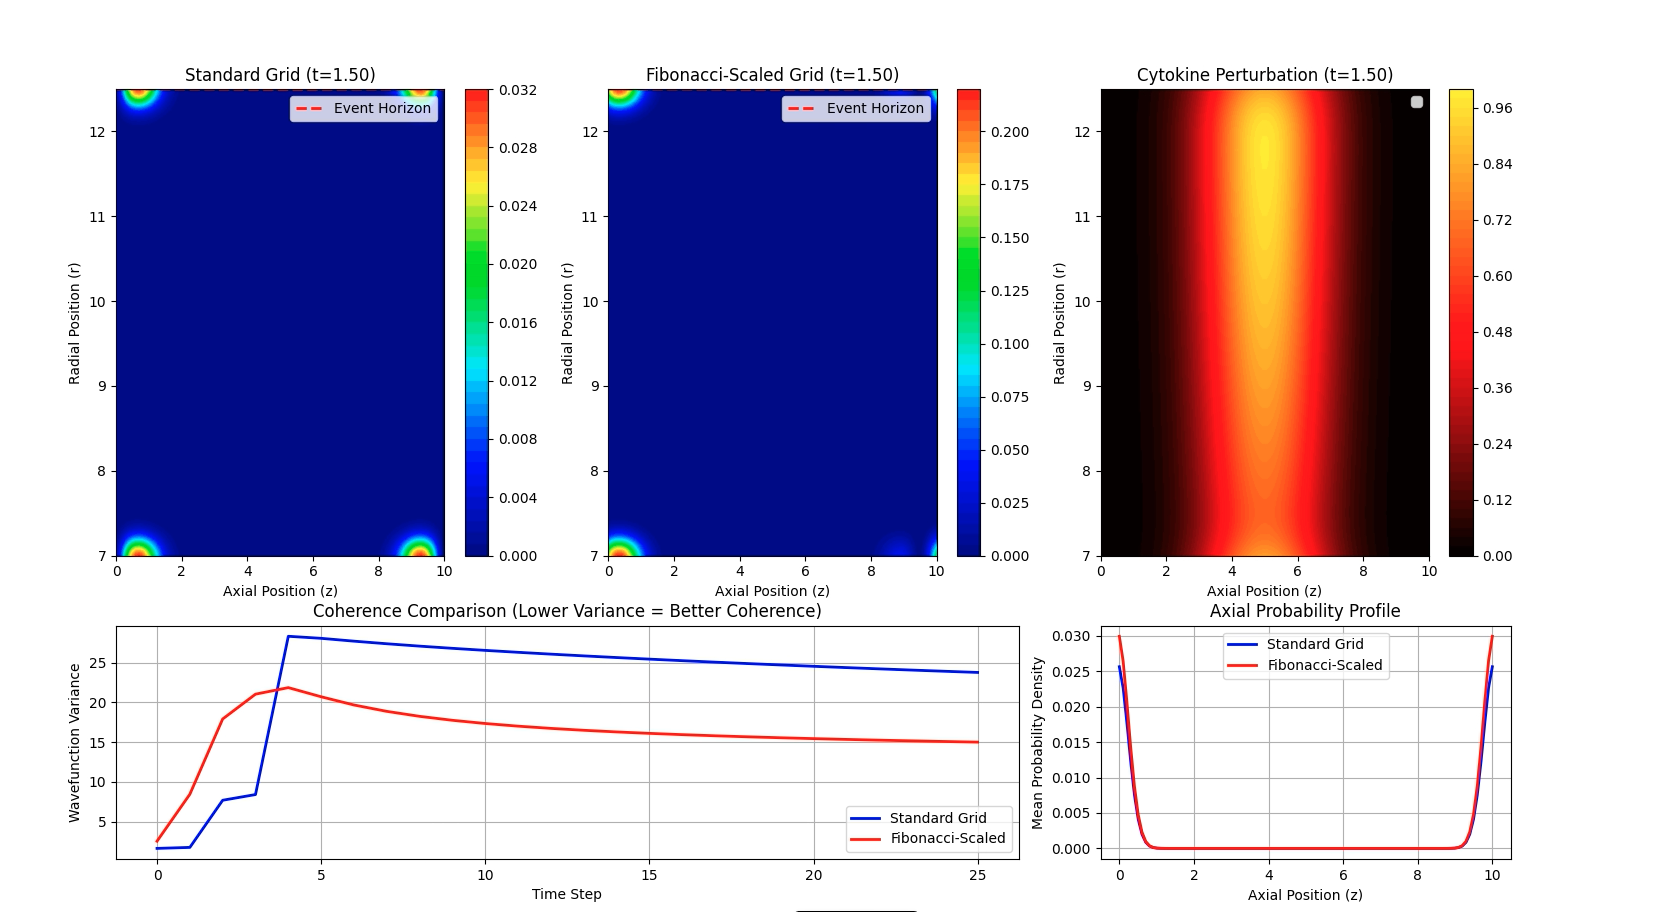 Standard Grid (t=1.50)
Event Horizon
12
11
10
9
8
7
0 2 4 6 8 10
Radial Position (r)
Axial Position (z)
0.032
0.028
0.024
0.020
0.016
0.012
0.008
0.004
0.000
Fibonacci-Scaled Grid (t=1.50)
Event Horizon
12
11
10
9
8
7
0 2 4 6 8 10
Radial Position (r)
Axial Position (z)
0.200
0.175
0.150
0.125
0.100
0.075
0.050
0.025
0.000
Cytokine Perturbation (t=1.50)
12
11
10
9
8
7
0 2 4 6 8 10
Radial Position (r)
Axial Position (z)
0.96
0.84
0.72
0.60
0.48
0.36
0.24
0.12
0.00
Coherence Comparison (Lower Variance = Better Coherence)
25
20
15
10
5
0 5 10 15 20 25
Wavefunction Variance
Time Step
Standard Grid
Fibonacci-Scaled
Axial Probability Profile
Standard Grid
Fibonacci-Scaled
0.030
0.025
0.020
0.015
0.010
0.005
0.000
0 2 4 6 8 10
Mean Probability Density
Axial Position (z)